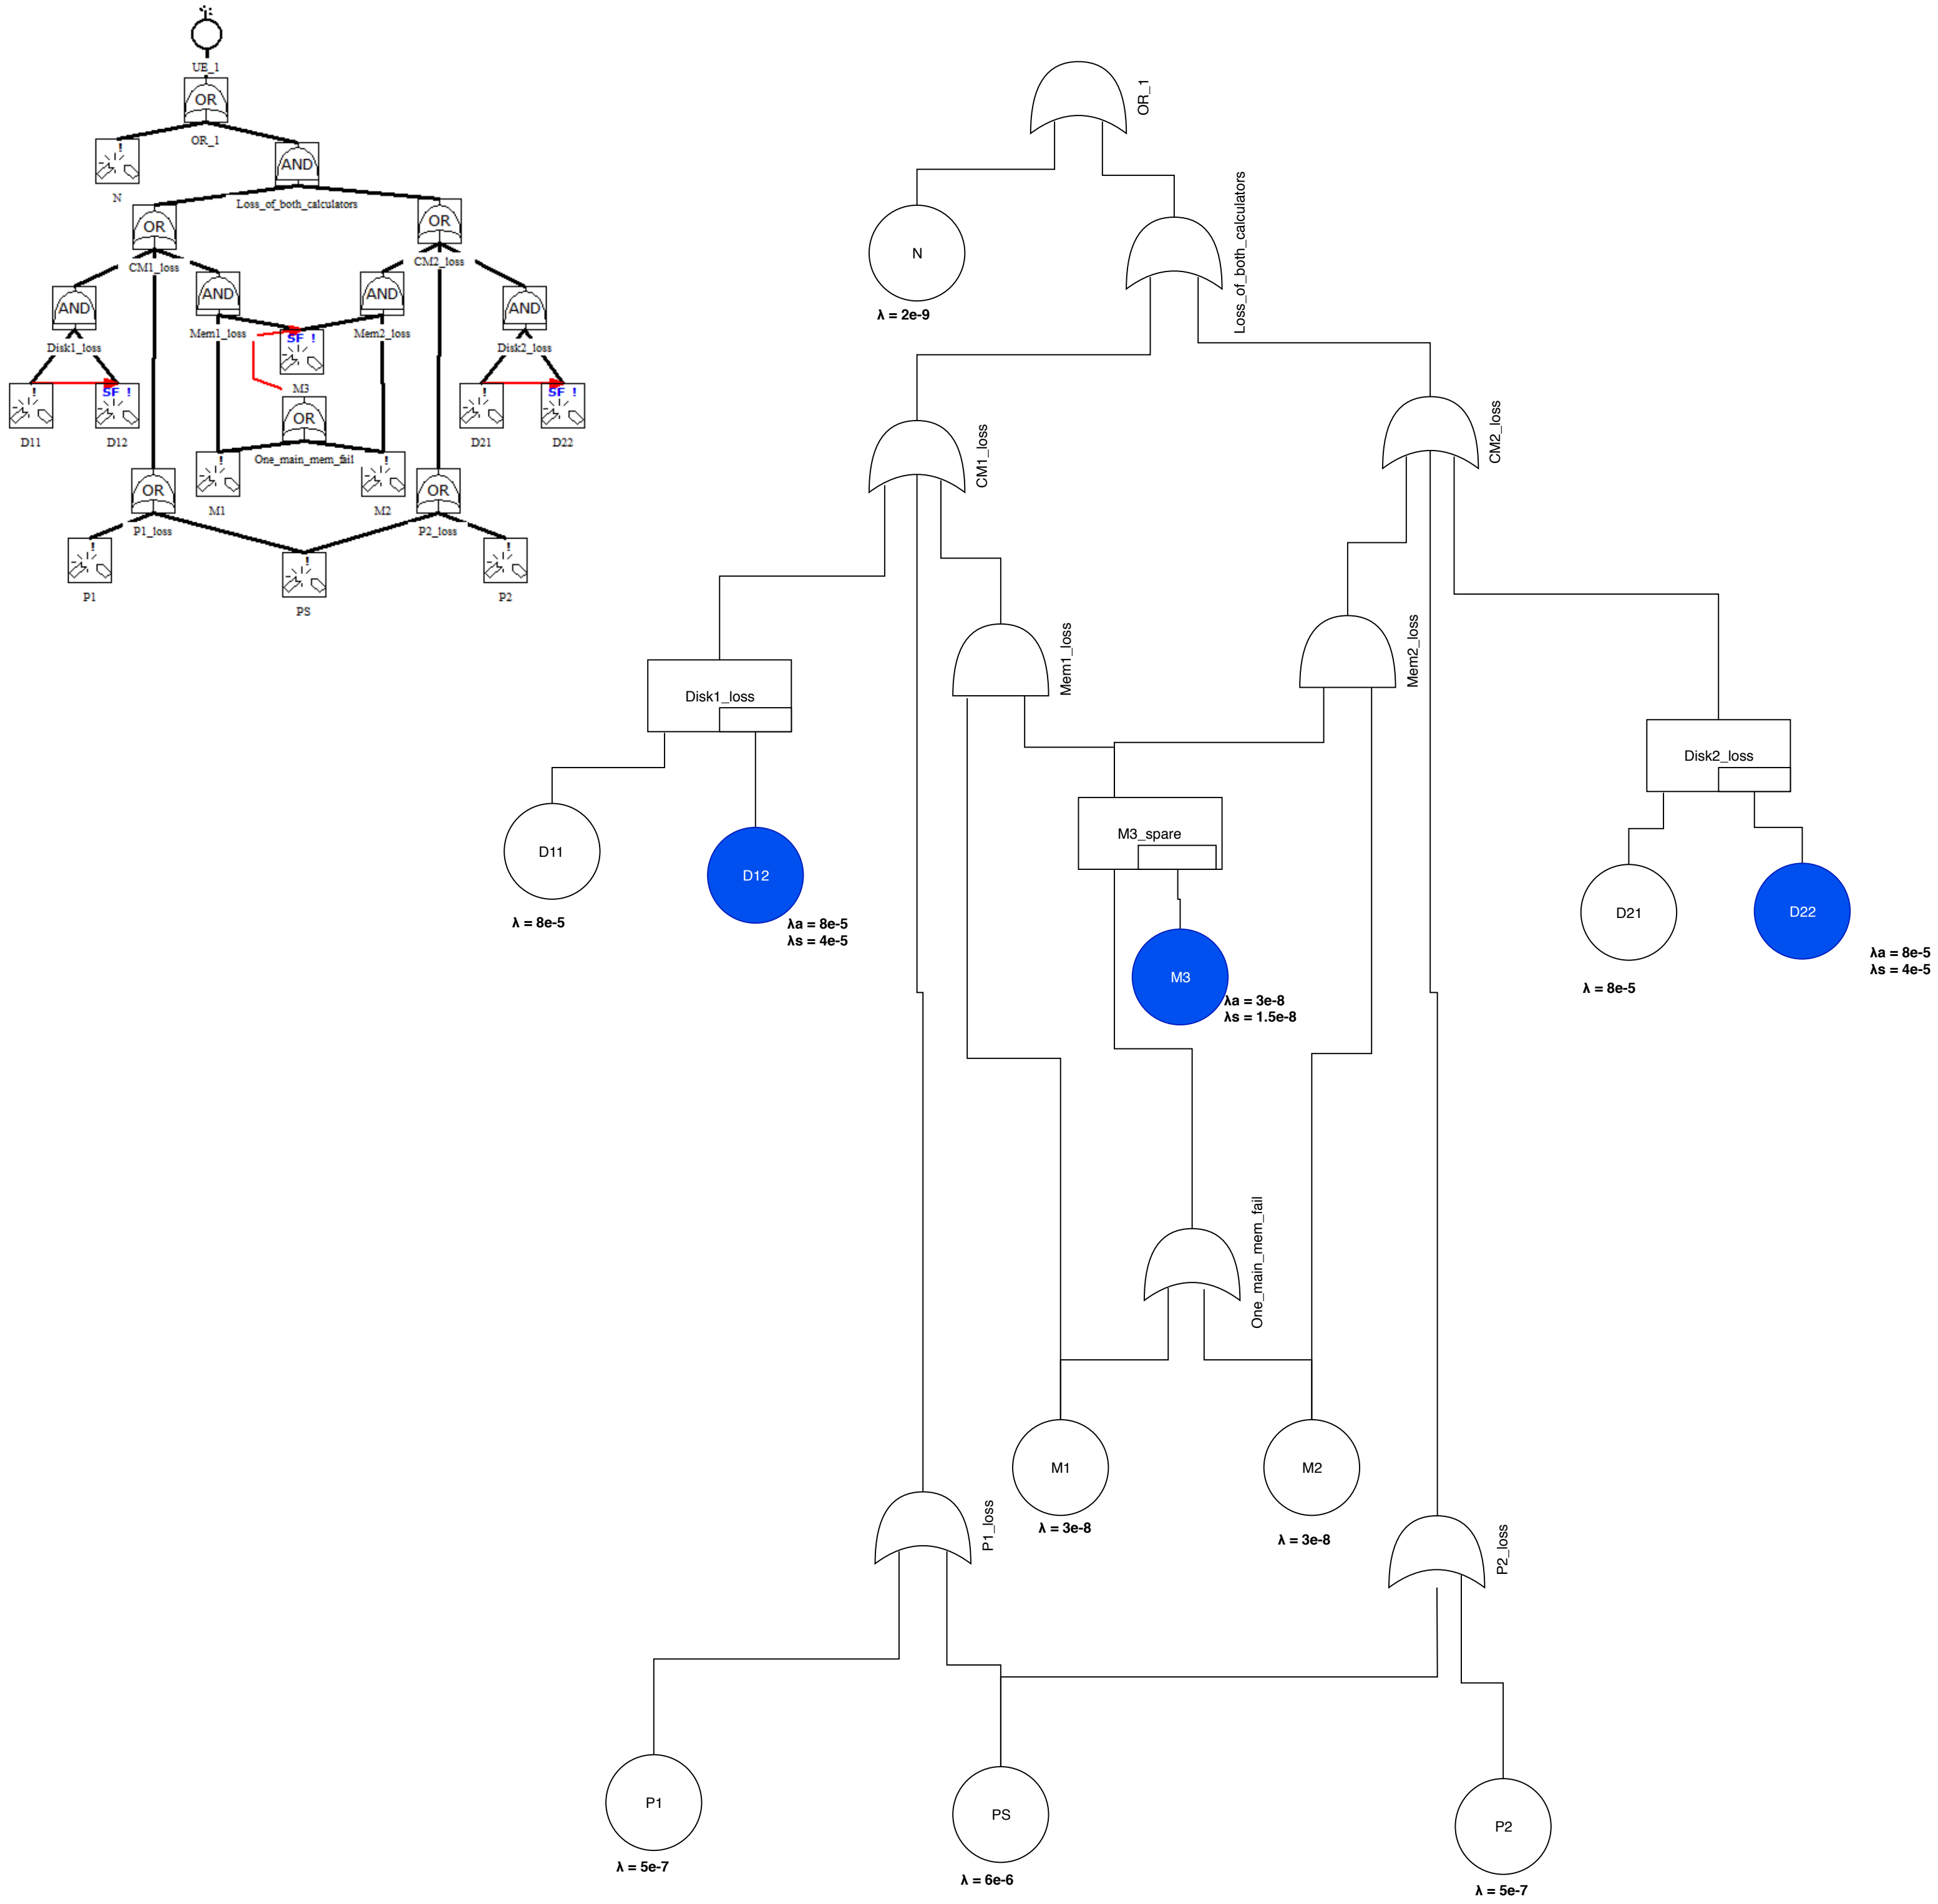 UE_1
OR
OR_1
!
N
AND
Loss_of_both_calculators
OR
CM1_loss
OR
CM2_loss
AND
Disk1_loss
AND
Mem1_loss
AND
Mem2_loss
AND
Disk2_loss
SF !
M3
!
D11
SF !
D12
!
D21
SF !
D22
OR
One_main_mem_fail
!
M1
!
M2
OR
P1_loss
OR
P2_loss
!
P1
!
PS
!
P2
OR_1
N
λ = 2e-9
Loss_of_both_calculators
CM1_loss
CM2_loss
Disk1_loss
Mem1_loss
Mem2_loss
Disk2_loss
D11
λ = 8e-5
D12
λa = 8e-5
λs = 4e-5
M3_spare
M3
λa = 3e-8
λs = 1.5e-8
D21
λ = 8e-5
D22
λa = 8e-5
λs = 4e-5
One_main_mem_fail
M1
λ = 3e-8
M2
λ = 3e-8
P1_loss
P2_loss
P1
λ = 5e-7
PS
λ = 6e-6
P2
λ = 5e-7